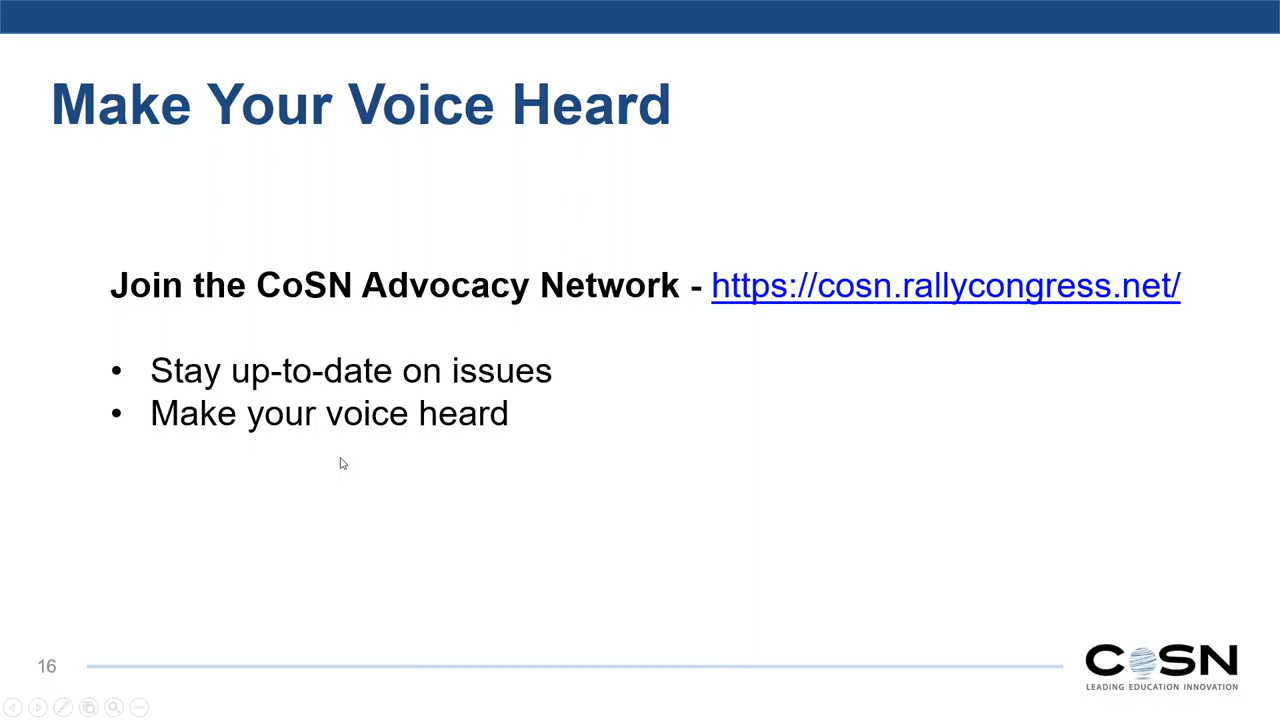 Make Your Voice Heard
Join the CoSN Advocacy Network - https://cosn.rallycongress.net/
• Stay up-to-date on issues
• Make your voice heard
16
COSN
LEADING EDUCATION INNOVATION